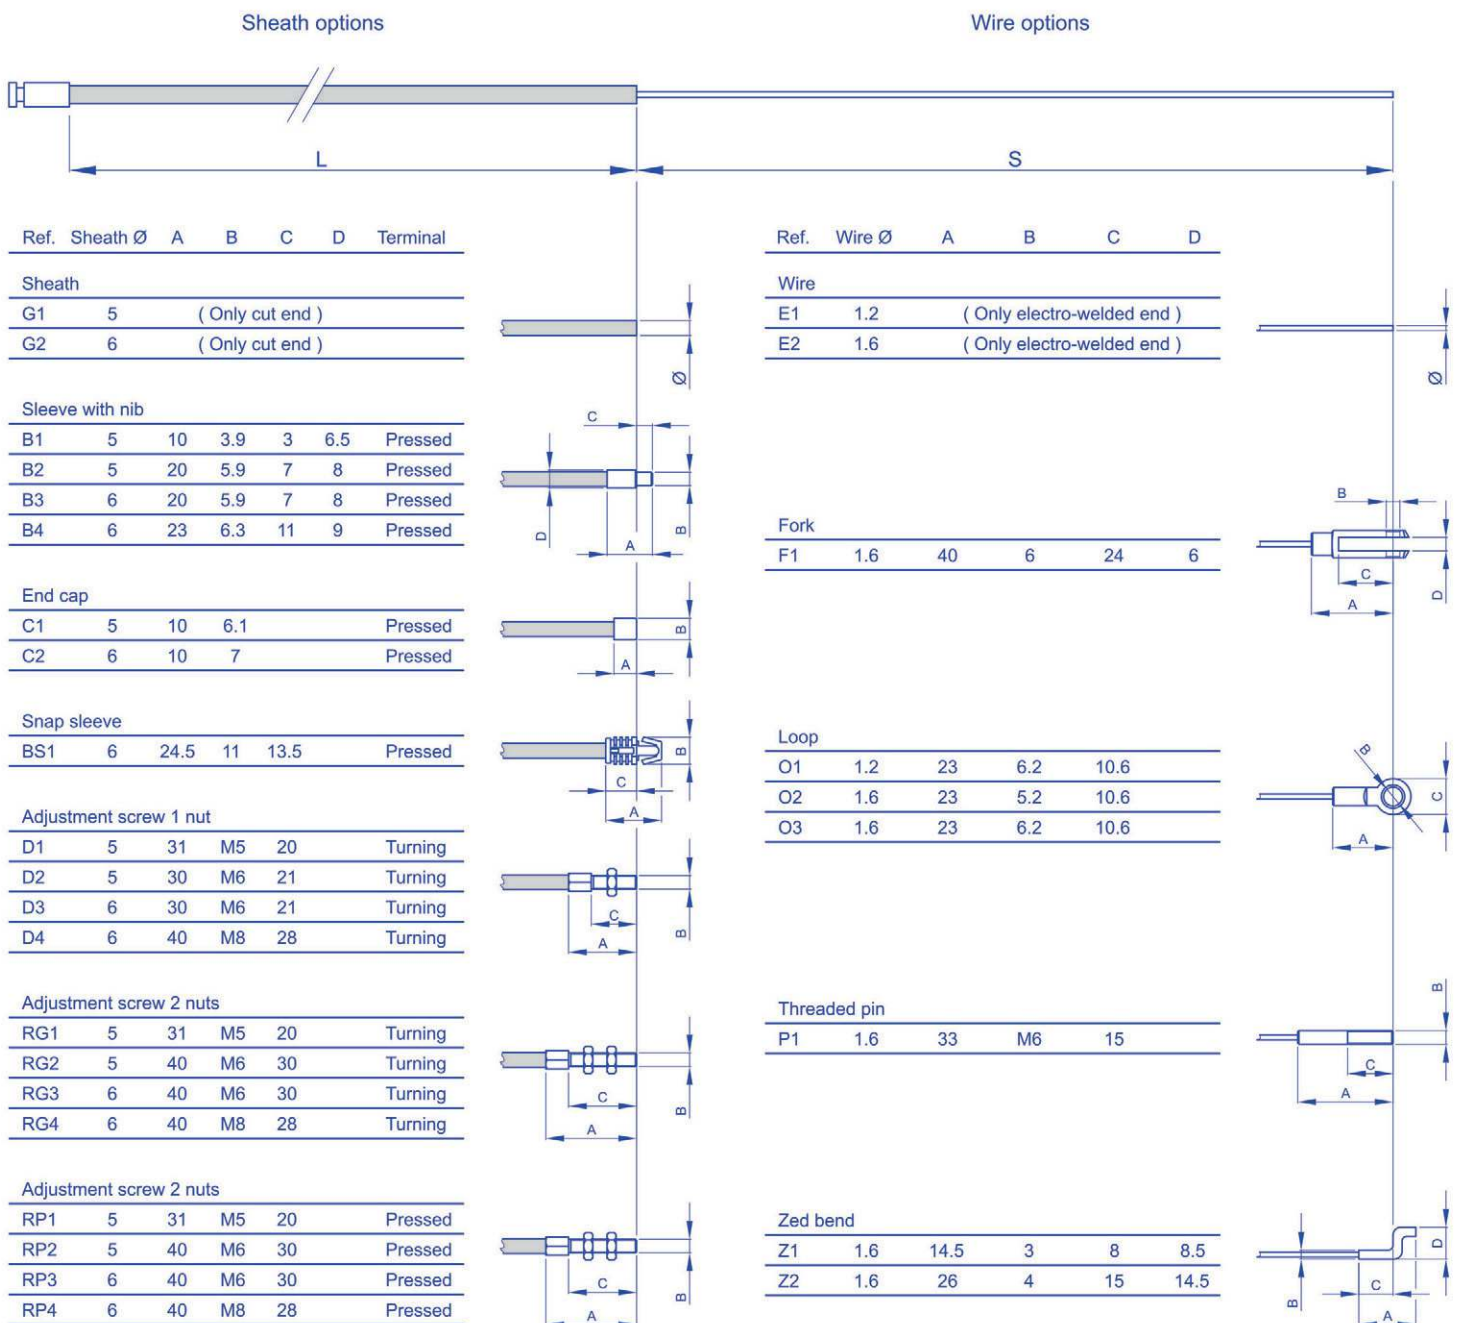 Sheath options
Wire options
L
S
Ref. Sheath Ø A B C D Terminal
Sheath
G1 5 ( Only cut end )
G2 6 ( Only cut end )
Ø
Sleeve with nib
B1 5 10 3.9 3 6.5 Pressed
B2 5 20 5.9 7 8 Pressed
B3 6 20 5.9 7 8 Pressed
B4 6 23 6.3 11 9 Pressed
C
D
A
B
End cap
C1 5 10 6.1 Pressed
C2 6 10 7 Pressed
B
A
Snap sleeve
BS1 6 24.5 11 13.5 Pressed
B
C
A
Adjustment screw 1 nut
D1 5 31 M5 20 Turning
D2 5 30 M6 21 Turning
D3 6 30 M6 21 Turning
D4 6 40 M8 28 Turning
C
B
A
Adjustment screw 2 nuts
RG1 5 31 M5 20 Turning
RG2 5 40 M6 30 Turning
RG3 6 40 M6 30 Turning
RG4 6 40 M8 28 Turning
C
B
A
Adjustment screw 2 nuts
RP1 5 31 M5 20 Pressed
RP2 5 40 M6 30 Pressed
RP3 6 40 M6 30 Pressed
RP4 6 40 M8 28 Pressed
C
B
A
Ref. Wire Ø A B C D
Wire
E1 1.2 ( Only electro-welded end )
E2 1.6 ( Only electro-welded end )
Ø
Fork
F1 1.6 40 6 24 6
B
C
D
A
Loop
O1 1.2 23 6.2 10.6
O2 1.6 23 5.2 10.6
O3 1.6 23 6.2 10.6
B
C
A
Threaded pin
P1 1.6 33 M6 15
B
C
A
Zed bend
Z1 1.6 14.5 3 8 8.5
Z2 1.6 26 4 15 14.5
D
C
B
A